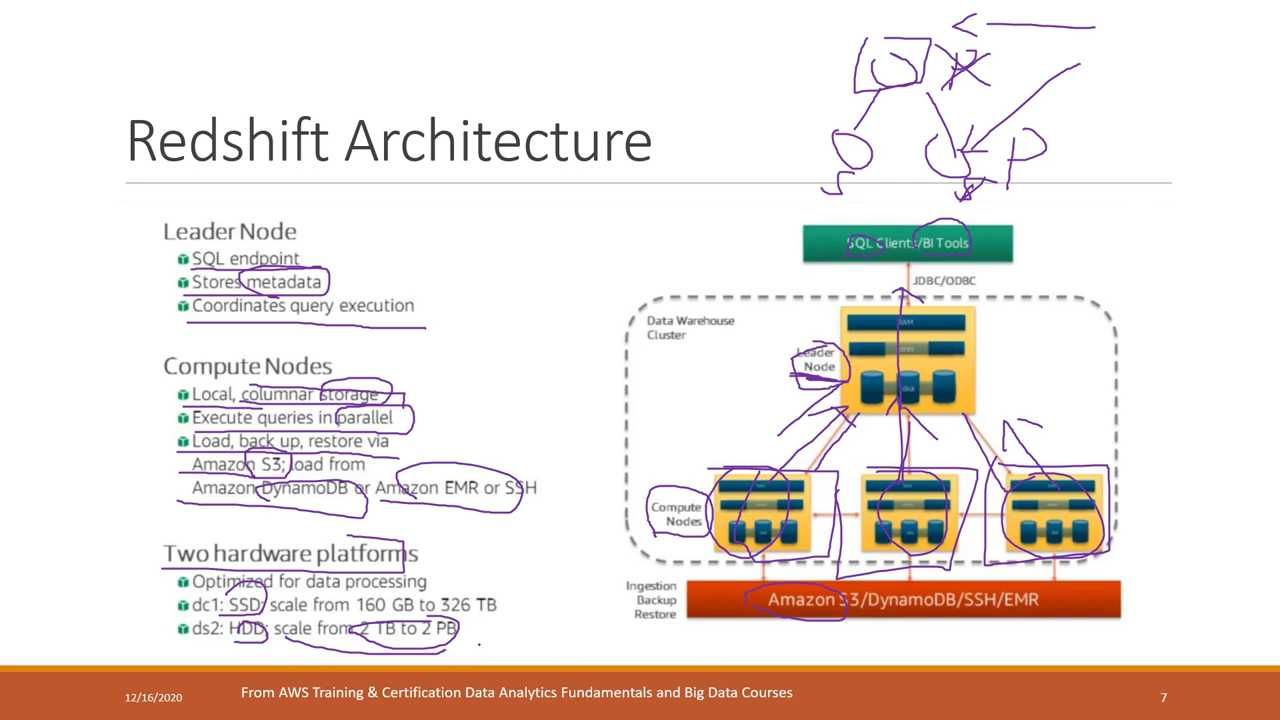 Redshift Architecture
P
Leader Node
SQL endpoint
Stores metadata
Coordinates query execution
Compute Nodes
Local, columnar storage
Execute queries in parallel
Load, back up, restore via
Amazon S3; load from
Amazon DynamoDB or Amazon EMR or SSH
Two hardware platforms
Optimized for data processing
dc1: SSD; scale from 160 GB to 326 TB
ds2: HDD; scale from 2 TB to 2 PB
SQL Clients/BI Tools
JDBC/ODBC
Data Warehouse
Cluster
RAM
Leader
Node
disk
Compute
Nodes
Ingestion
Backup
Restore
Amazon S3/DynamoDB/SSH/EMR
12/16/2020
From AWS Training & Certification Data Analytics Fundamentals and Big Data Courses
7